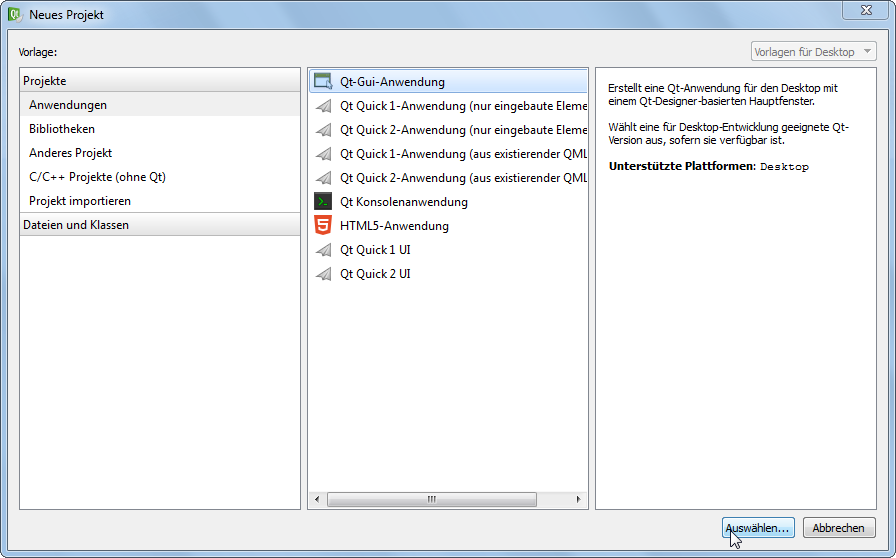 Neues Projekt
Vorlage:
Vorlagen für Desktop
Projekte
Anwendungen
Bibliotheken
Anderes Projekt
C/C++ Projekte (ohne Qt)
Projekt importieren
Dateien und Klassen
Qt-Gui-Anwendung
Qt Quick 1-Anwendung (nur eingebaute Eleme
Qt Quick 2-Anwendung (nur eingebaute Eleme
Qt Quick 1-Anwendung (aus existierender QML
Qt Quick 2-Anwendung (aus existierender QML
Qt Konsolenanwendung
HTML5-Anwendung
Qt Quick 1 UI
Qt Quick 2 UI
Erstellt eine Qt-Anwendung für den Desktop mit
einem Qt-Designer-basierten Hauptfenster.
Wählt eine für Desktop-Entwicklung geeignete Qt-
Version aus, sofern sie verfügbar ist.
Unterstützte Plattformen: Desktop
Auswählen...
Abbrechen